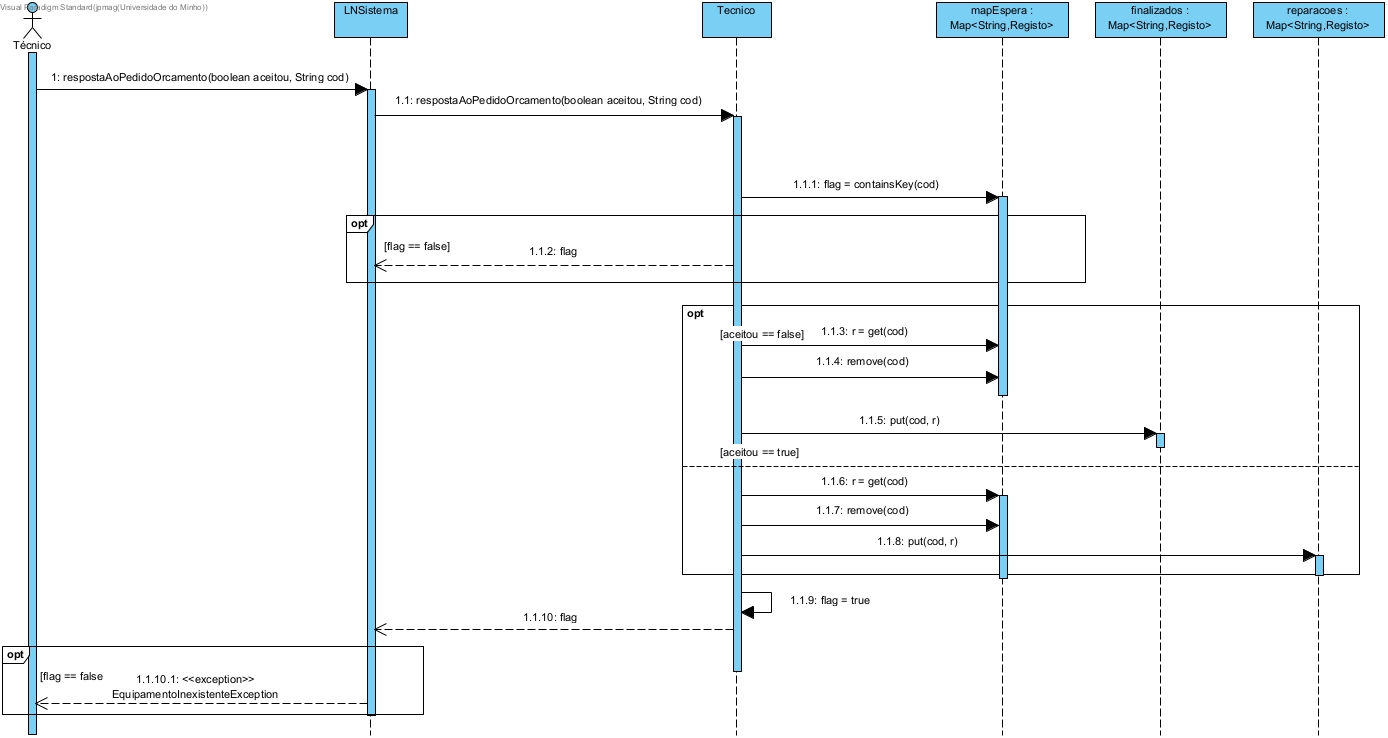 Visual Paradigm Standard(jpmag(Universidade do Minho))
Técnico
LNSistema
Tecnico
mapEspera :
Map<String,Registo>
finalizados :
Map<String,Registo>
reparacoes :
Map<String,Registo>
1: respostaAoPedidoOrcamento(boolean aceitou, String cod)
1.1: respostaAoPedidoOrcamento(boolean aceitou, String cod)
1.1.1: flag = containsKey(cod)
opt
[flag == false]
1.1.2: flag
opt
[aceitou == false]
1.1.3: r = get(cod)
1.1.4: remove(cod)
1.1.5: put(cod, r)
[aceitou == true]
1.1.6: r = get(cod)
1.1.7: remove(cod)
1.1.8: put(cod, r)
1.1.9: flag = true
1.1.10: flag
opt
[flag == false
1.1.10.1: <<exception>>
EquipamentoInexistenteException